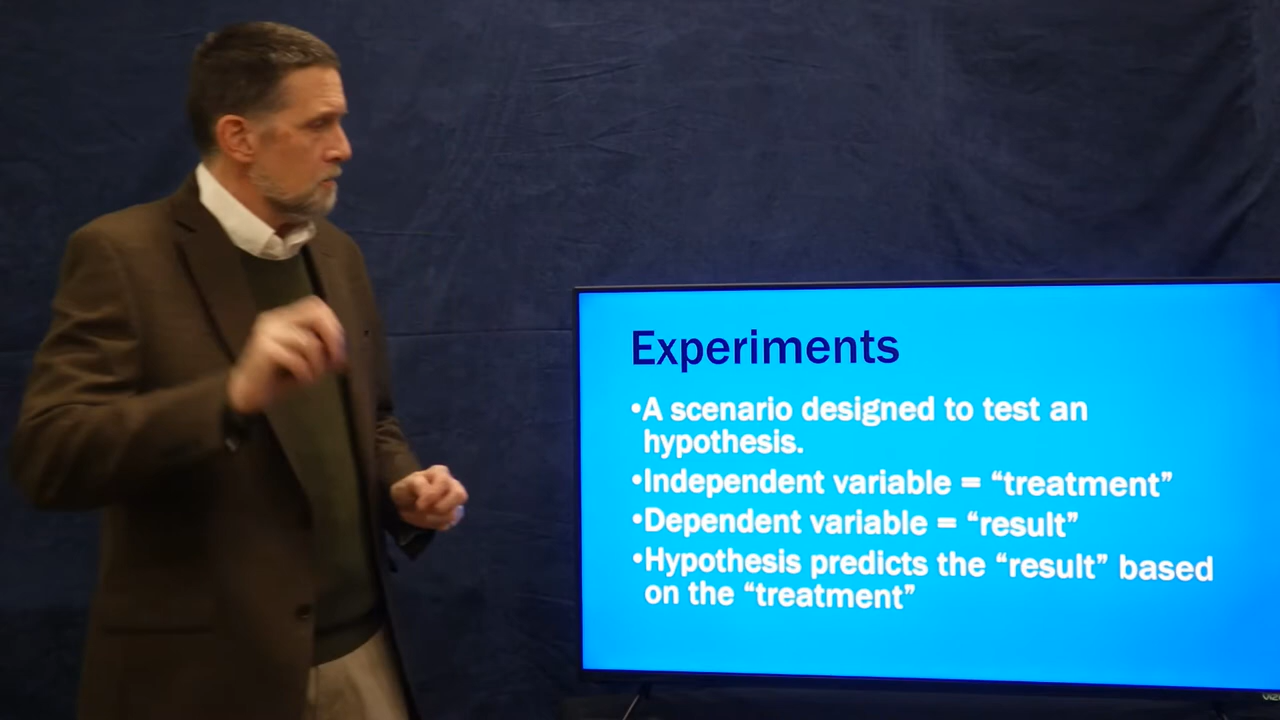 Experiments
•A scenario designed to test an
hypothesis.
•Independent variable = “treatment”
•Dependent variable = “result”
•Hypothesis predicts the “result” based
on the “treatment”